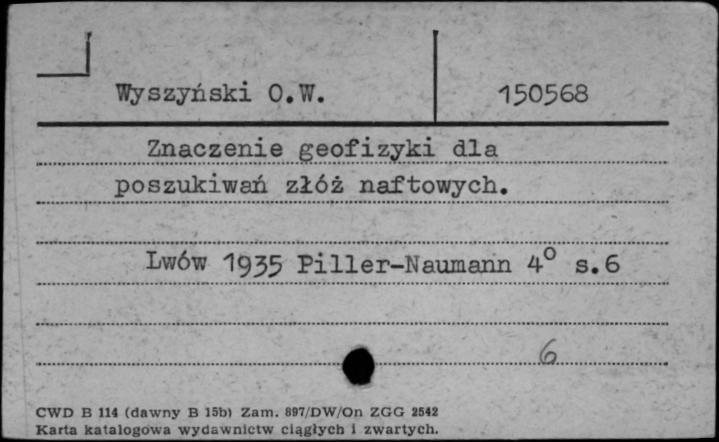 Wyszyński O.W. 150568
Znaczenie geofizyki dla
poszukiwań złóż naftowych.
Lwów 1935 Piller-Naumann 4° s.6
6
CWD B 114 (dawny B 15b) Zam. 897/DW/On ZGG 2542
Karta katalogowa wydawnictw ciągłych i zwartych.